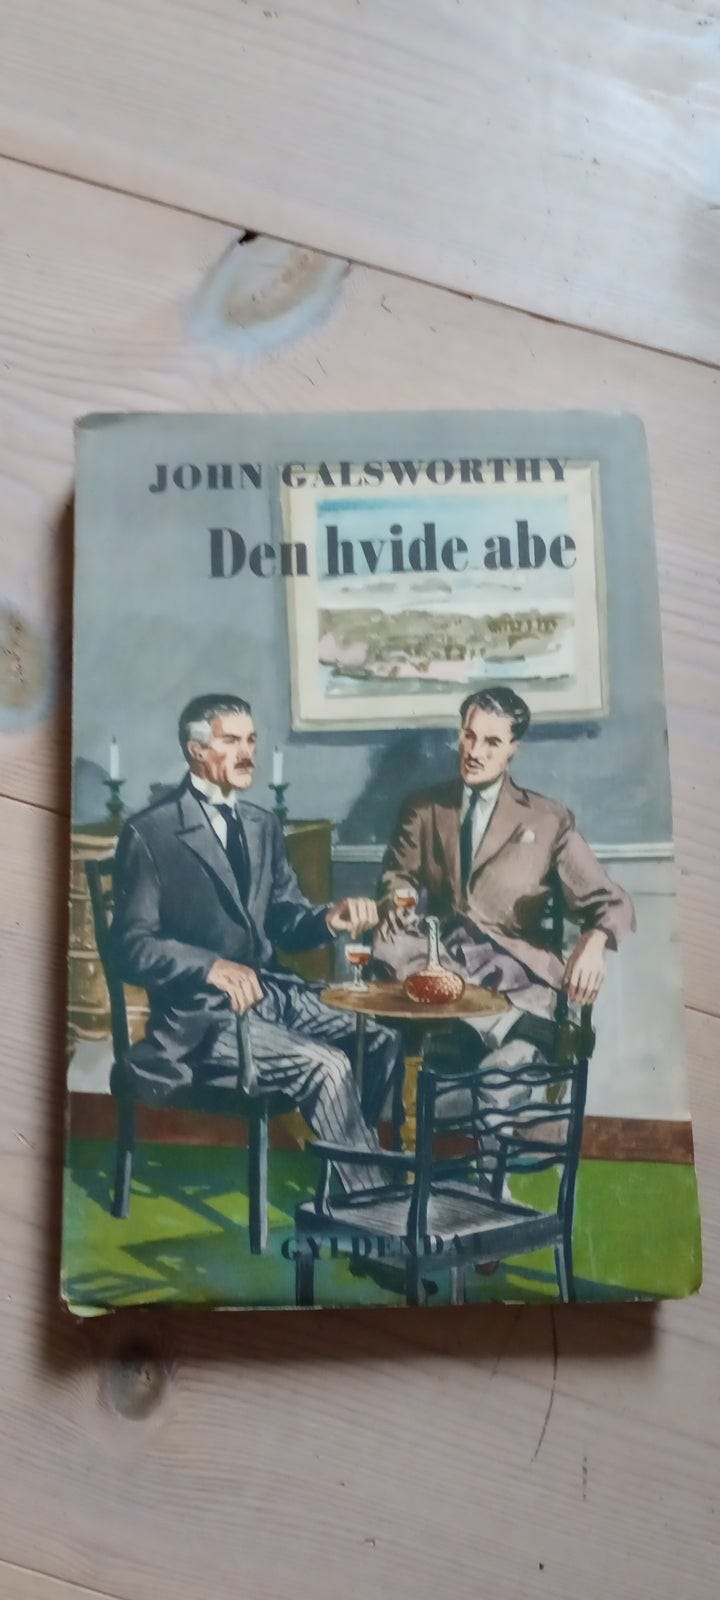 JOHN GALSWORTHY
Den hvide abe
GYLDENDAL